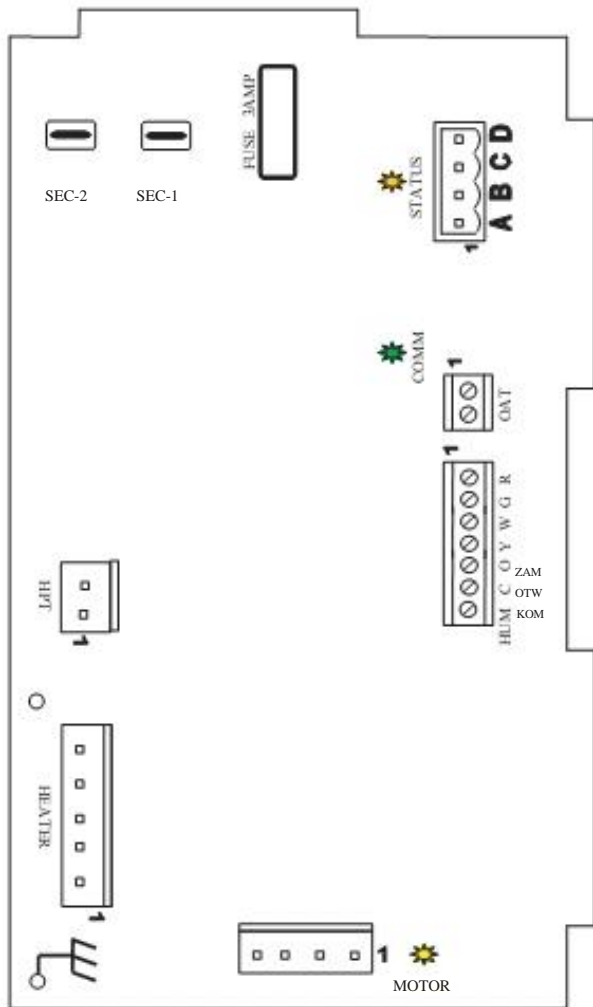 FUSE 3AMP
SEC-2
SEC-1
STATUS
A B C D
1
COMM
1
OAT
1
HUM C O Y W G R
ZAM
OTW
KOM
HPT
1
HEATER
1
1
MOTOR